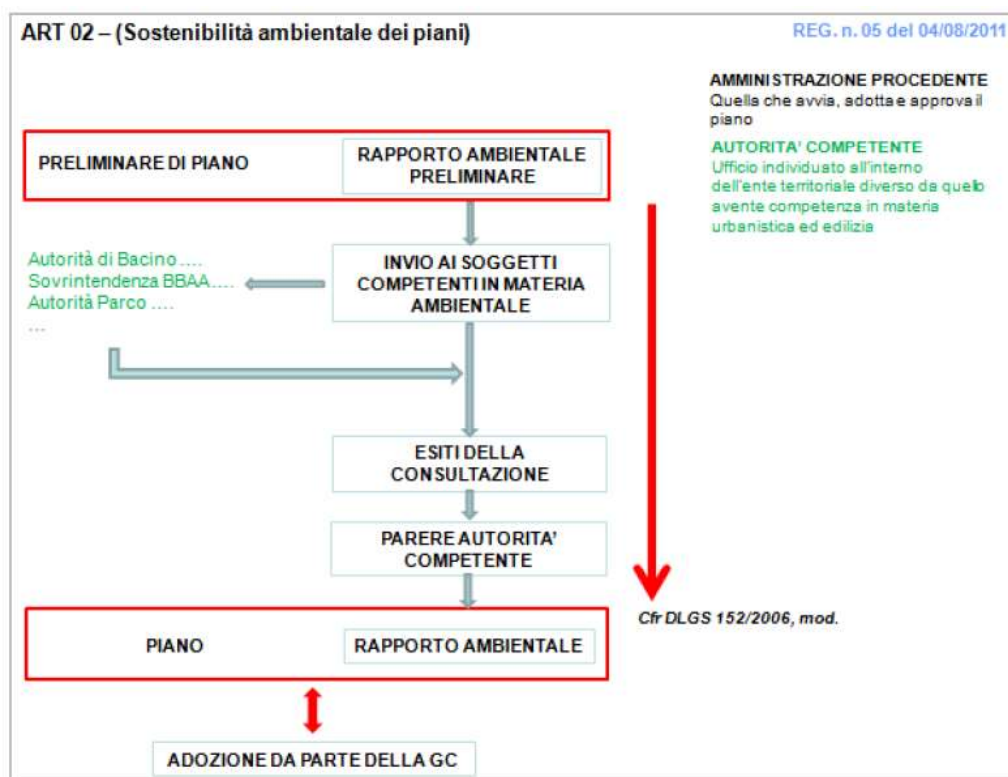 ART 02 – (Sostenibilità ambientale dei piani)
REG. n. 05 del 04/08/2011
AMMINISTRAZIONE PROCEDENTE
Quella che avvia, adotta e approva il
piano
AUTORITA' COMPETENTE
Ufficio individuato all'interno
dell'ente territoriale diverso da quello
avente competenza in materia
urbanistica ed edilizia
PRELIMINARE DI PIANO
RAPPORTO AMBIENTALE
PRELIMINARE
INVIO AI SOGGETTI
COMPETENTI IN MATERIA
AMBIENTALE
Autorità di Bacino ....
Sovrintendenza BBAA....
Autorità Parco ....
...
ESITI DELLA
CONSULTAZIONE
PARERE AUTORITA'
COMPETENTE
Cfr DLGS 152/2006, mod.
PIANO
RAPPORTO AMBIENTALE
ADOZIONE DA PARTE DELLA GC